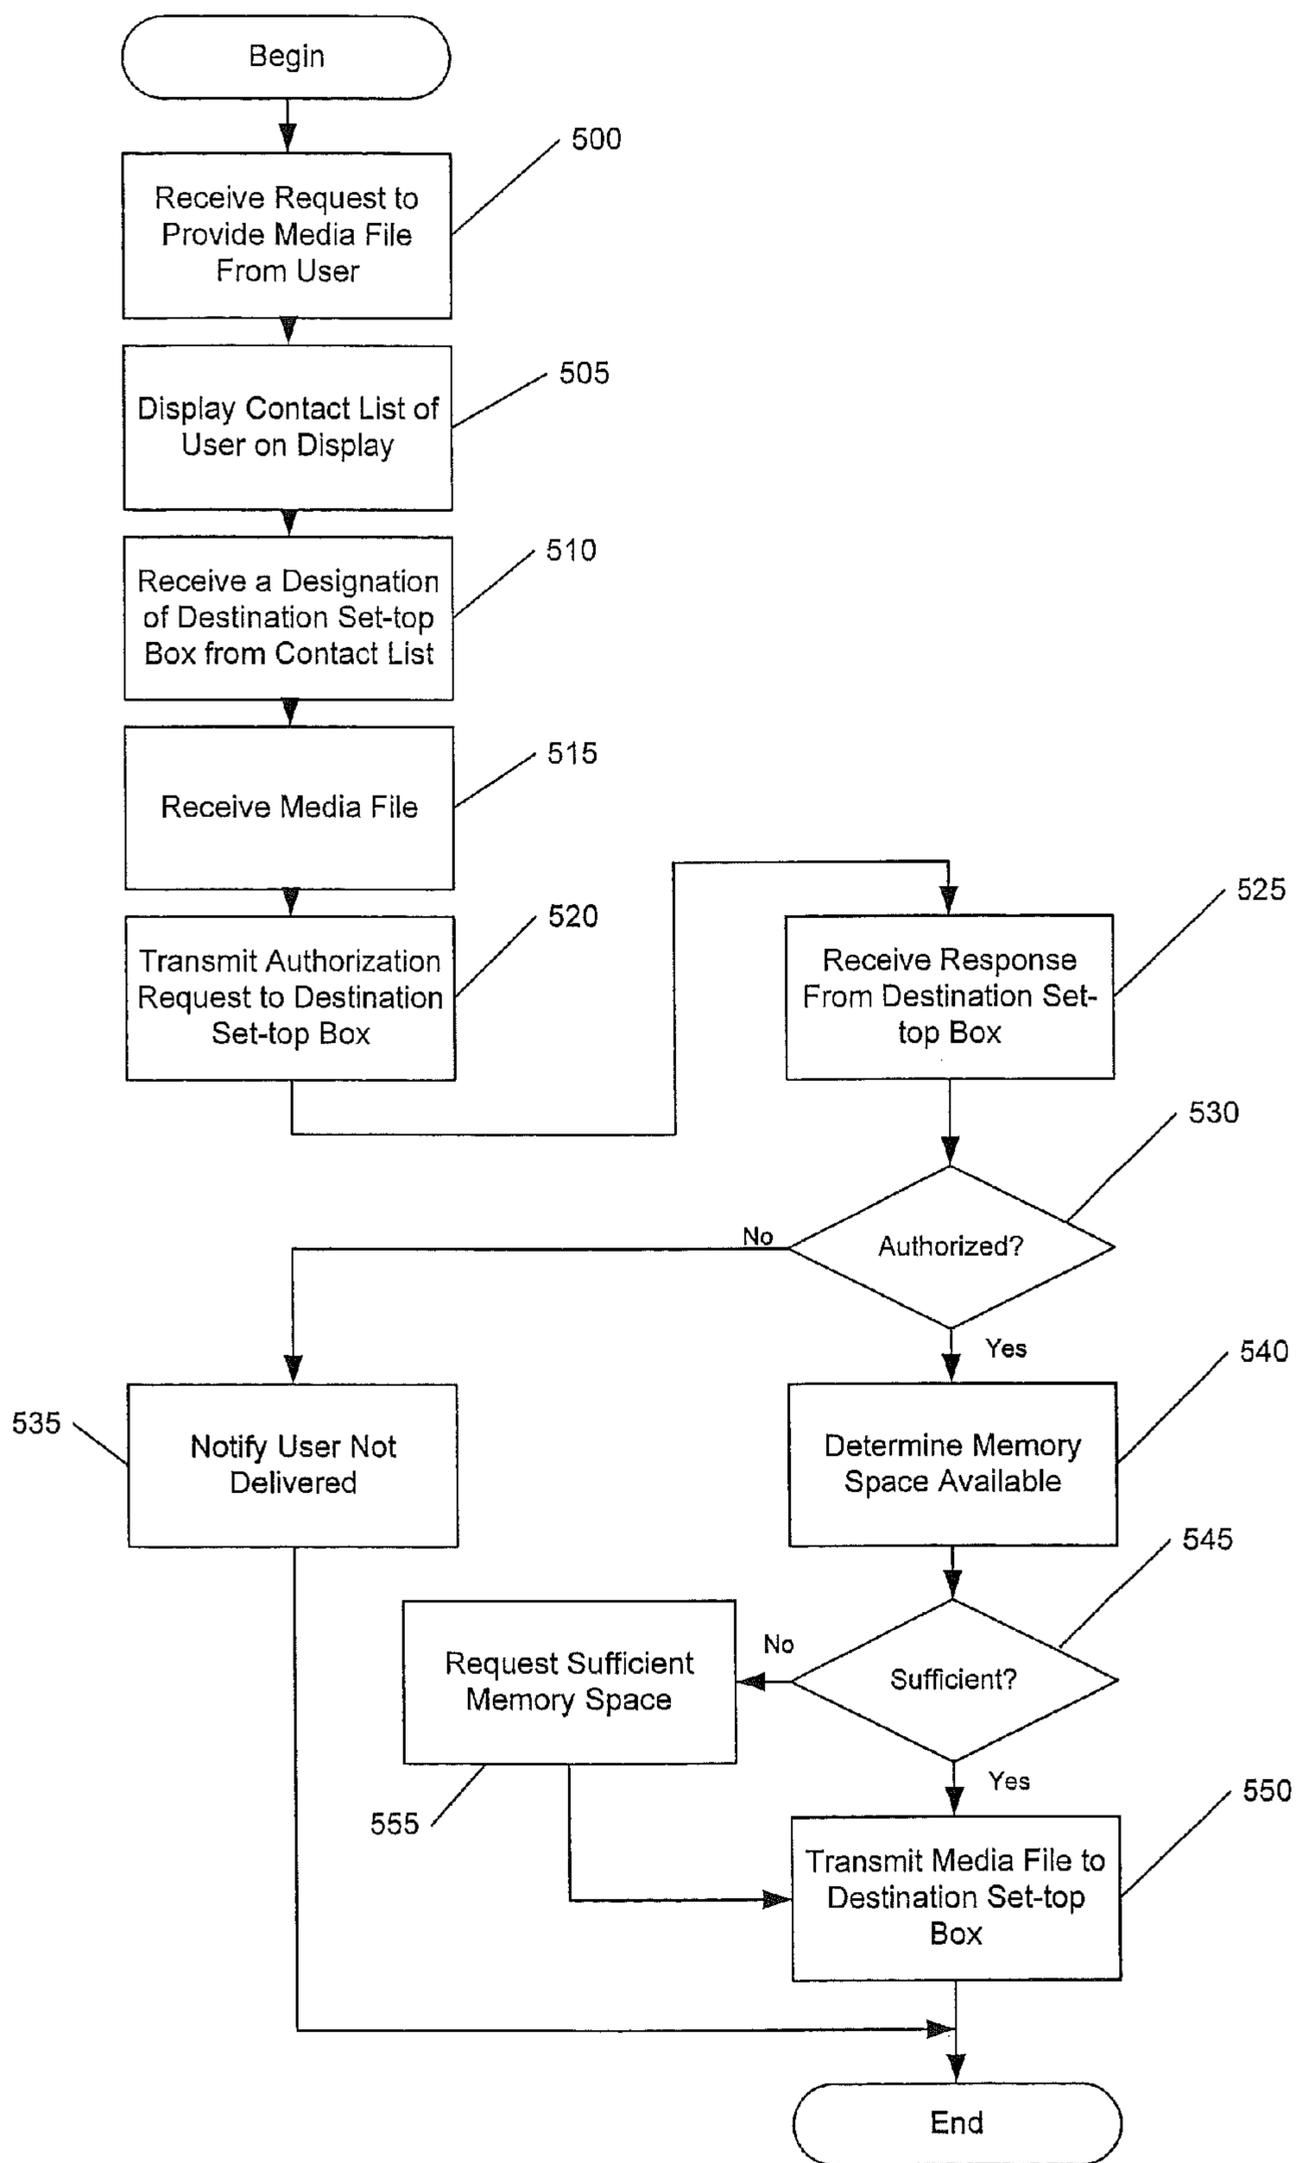 Begin
500
Receive Request to
Provide Media File
From User
505
Display Contact List of
User on Display
510
Receive a Designation
of Destination Set-top
Box from Contact List
515
Receive Media File
520
Transmit Authorization
Request to Destination
Set-top Box
525
Receive Response
From Destination Set-
top Box
530
Authorized?
No
Yes
535
Notify User Not
Delivered
540
Determine Memory
Space Available
545
Sufficient?
No
Request Sufficient
Memory Space
555
Yes
550
Transmit Media File to
Destination Set-top
Box
End